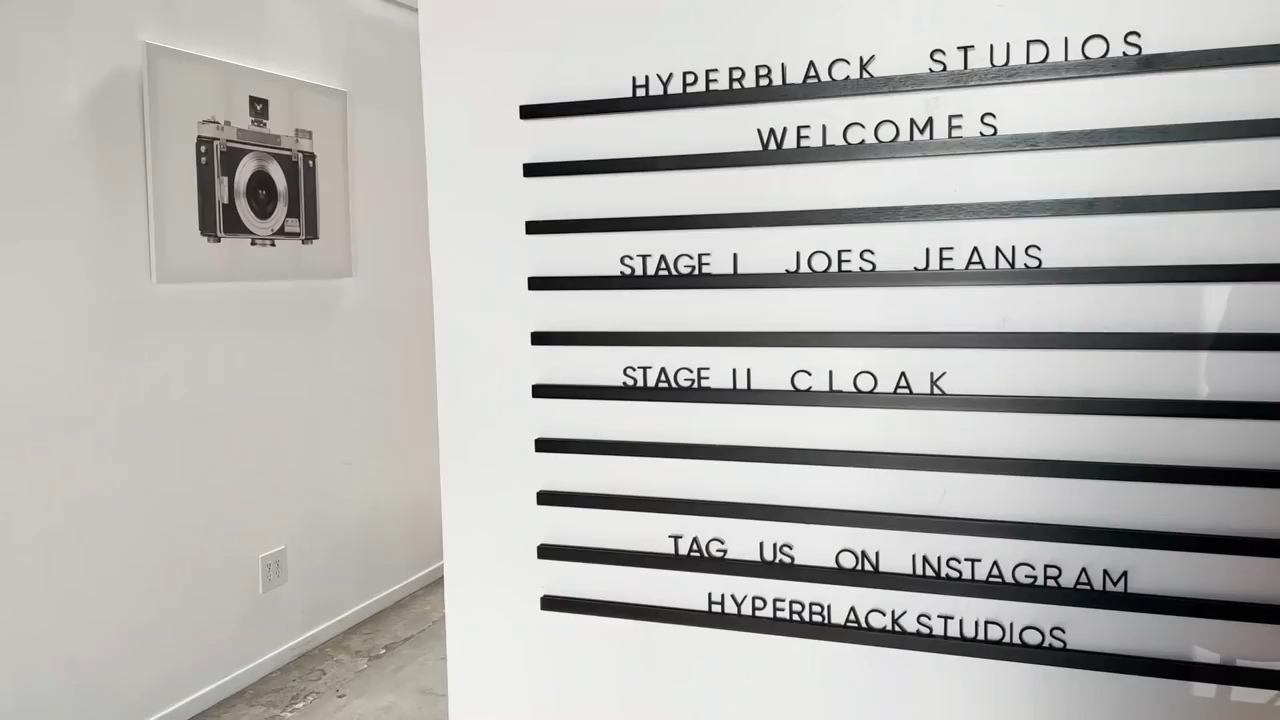 HYPERBLACK STUDIOS
WELCOMES
STAGE I JOES JEANS
STAGE II CLOAK
TAG US ON INSTAGRAM
HYPERBLACKSTUDIOS